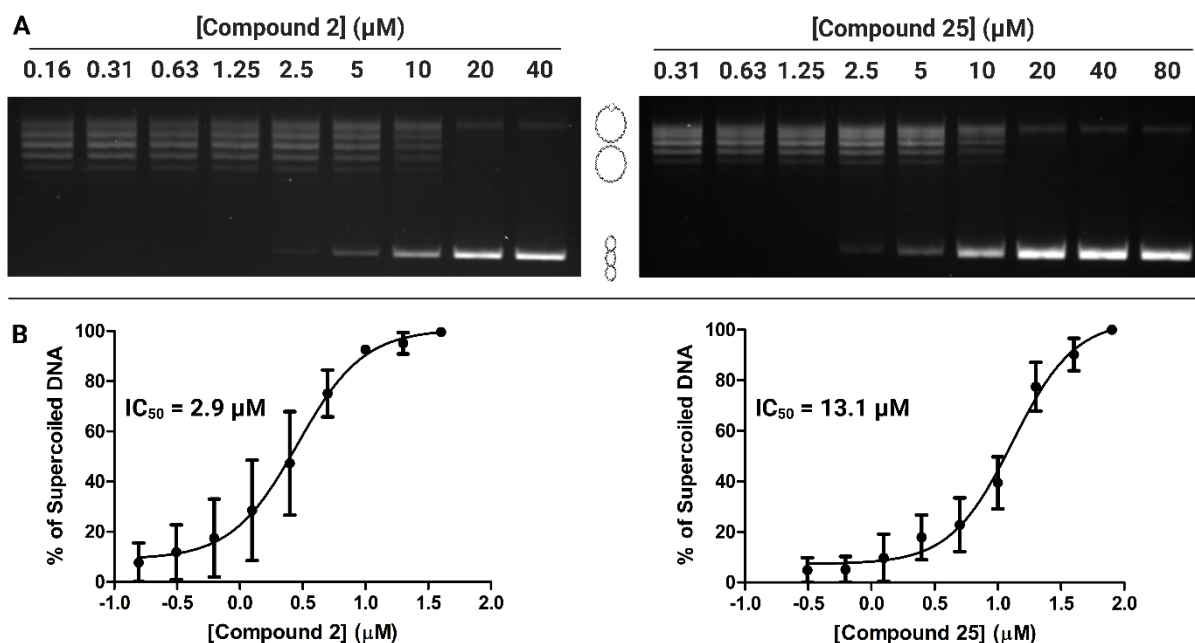 A
[Compound 2] (µM)
0.16 0.31 0.63 1.25 2.5 5 10 20 40
[Compound 25] (µM)
0.31 0.63 1.25 2.5 5 10 20 40 80
B
% of Supercoiled DNA
100
80
60
40
20
0
IC50 = 2.9 µM
-1.0 -0.5 0.0 0.5 1.0 1.5 2.0
[Compound 2] (µM)
% of Supercoiled DNA
100
80
60
40
20
0
IC50 = 13.1 µM
-1.0 -0.5 0.0 0.5 1.0 1.5 2.0
[Compound 25] (µM)